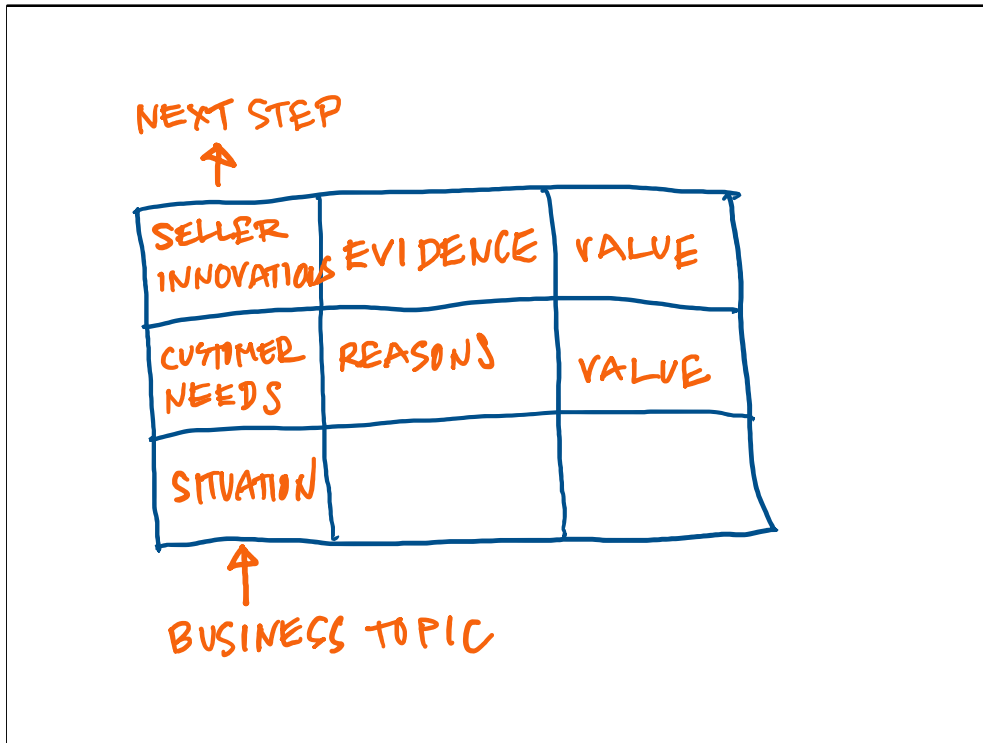 NEXT STEP
SELLER
INNOVATIONS
EVIDENCE
VALUE
CUSTOMER
NEEDS
REASONS
VALUE
SITUATION
BUSINESS TOPIC